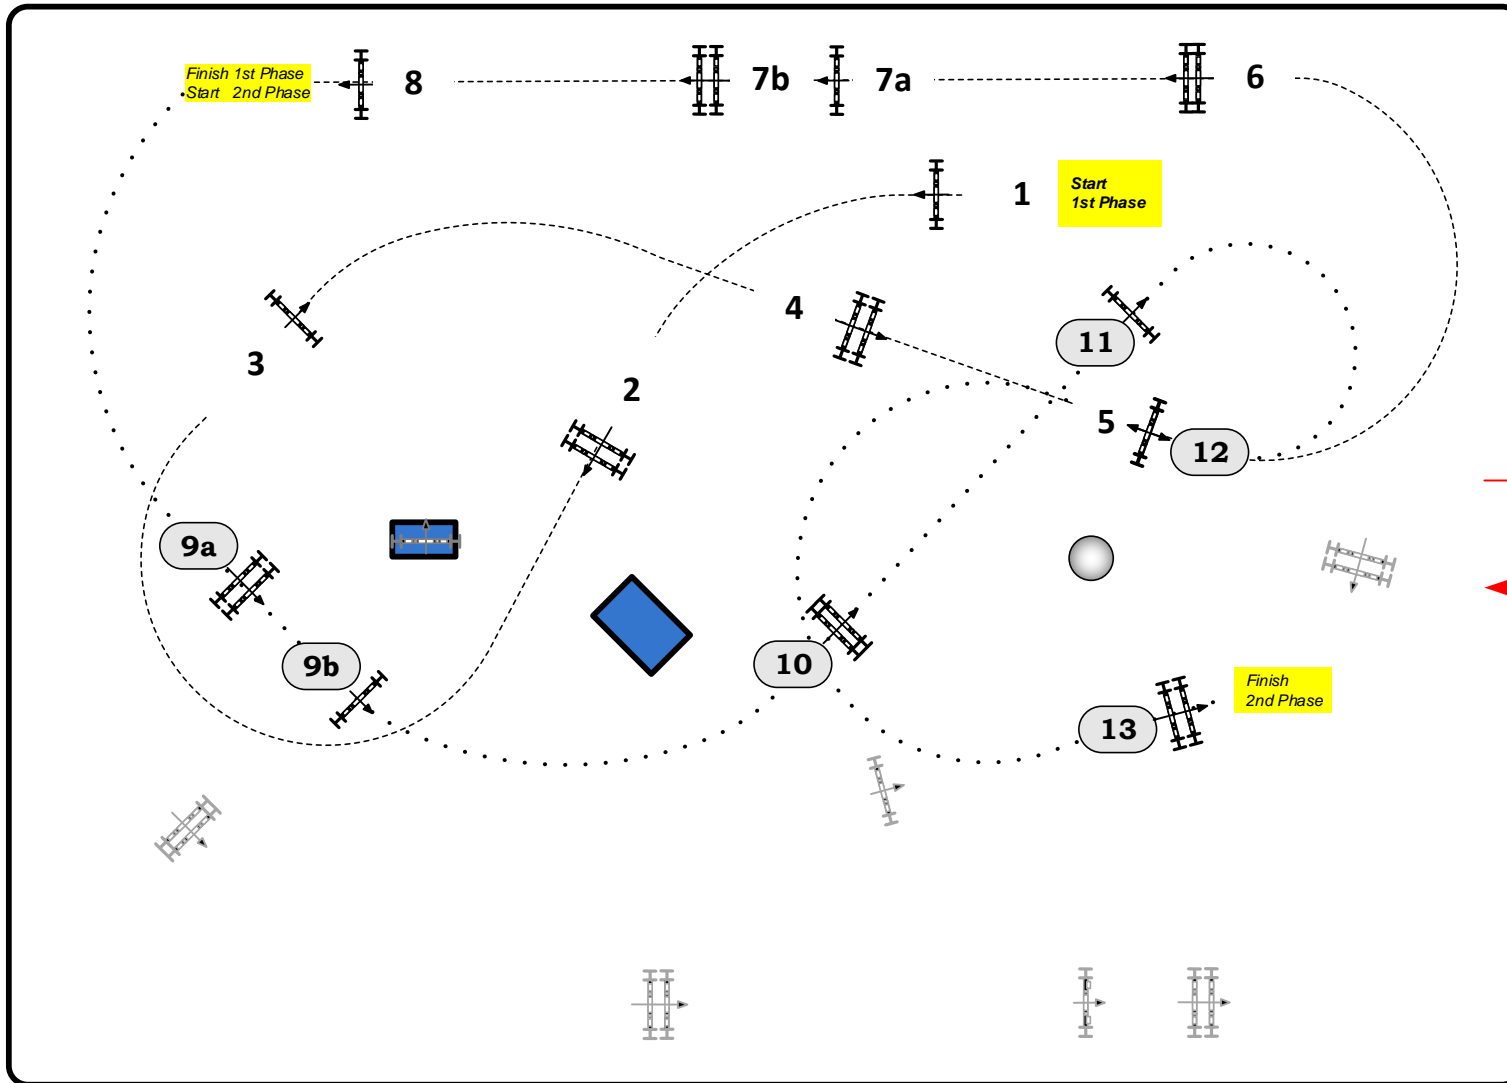 Finish 1st Phase
Start 2nd Phase
8
7b
7a
6
1
Start
1st Phase
4
11
3
2
5
12
9a
9b
10
Finish
2nd Phase
13